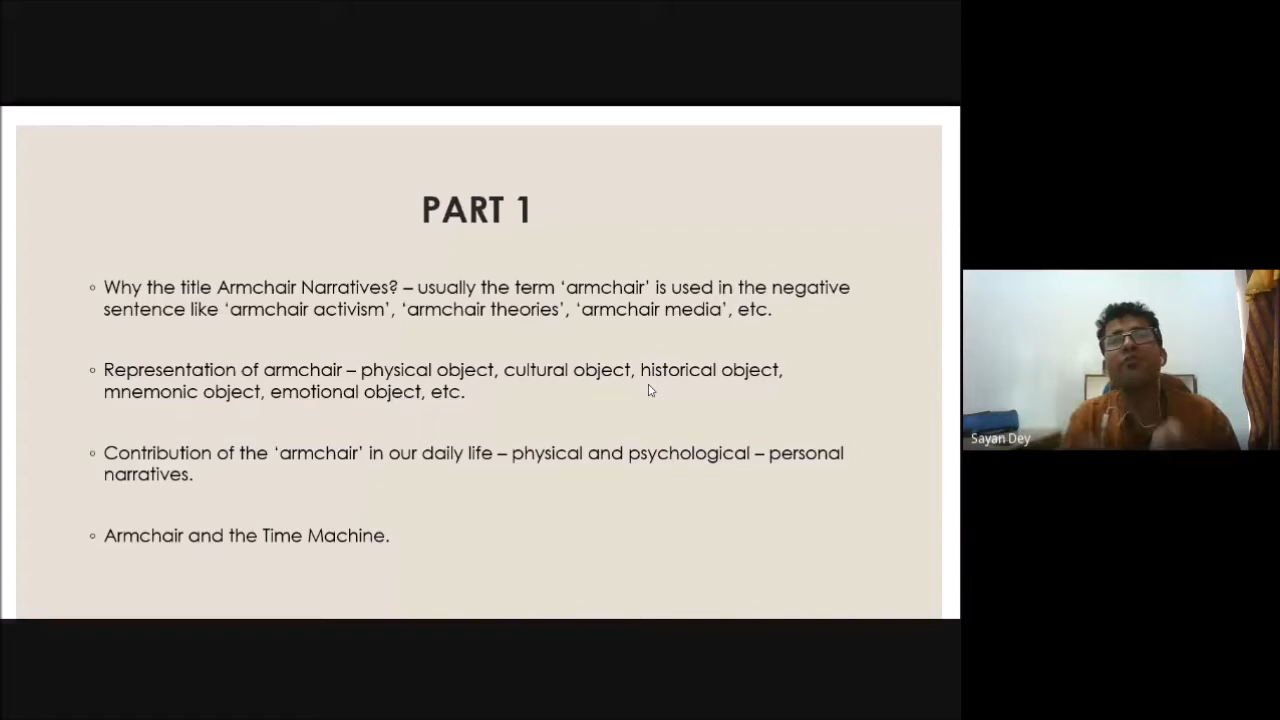 PART 1
◦ Why the title Armchair Narratives? – usually the term ‘armchair’ is used in the negative
sentence like ‘armchair activism’, ‘armchair theories’, ‘armchair media’, etc.
◦ Representation of armchair – physical object, cultural object, historical object,
mnemonic object, emotional object, etc.
◦ Contribution of the ‘armchair’ in our daily life – physical and psychological – personal
narratives.
◦ Armchair and the Time Machine.
Sayan Dey